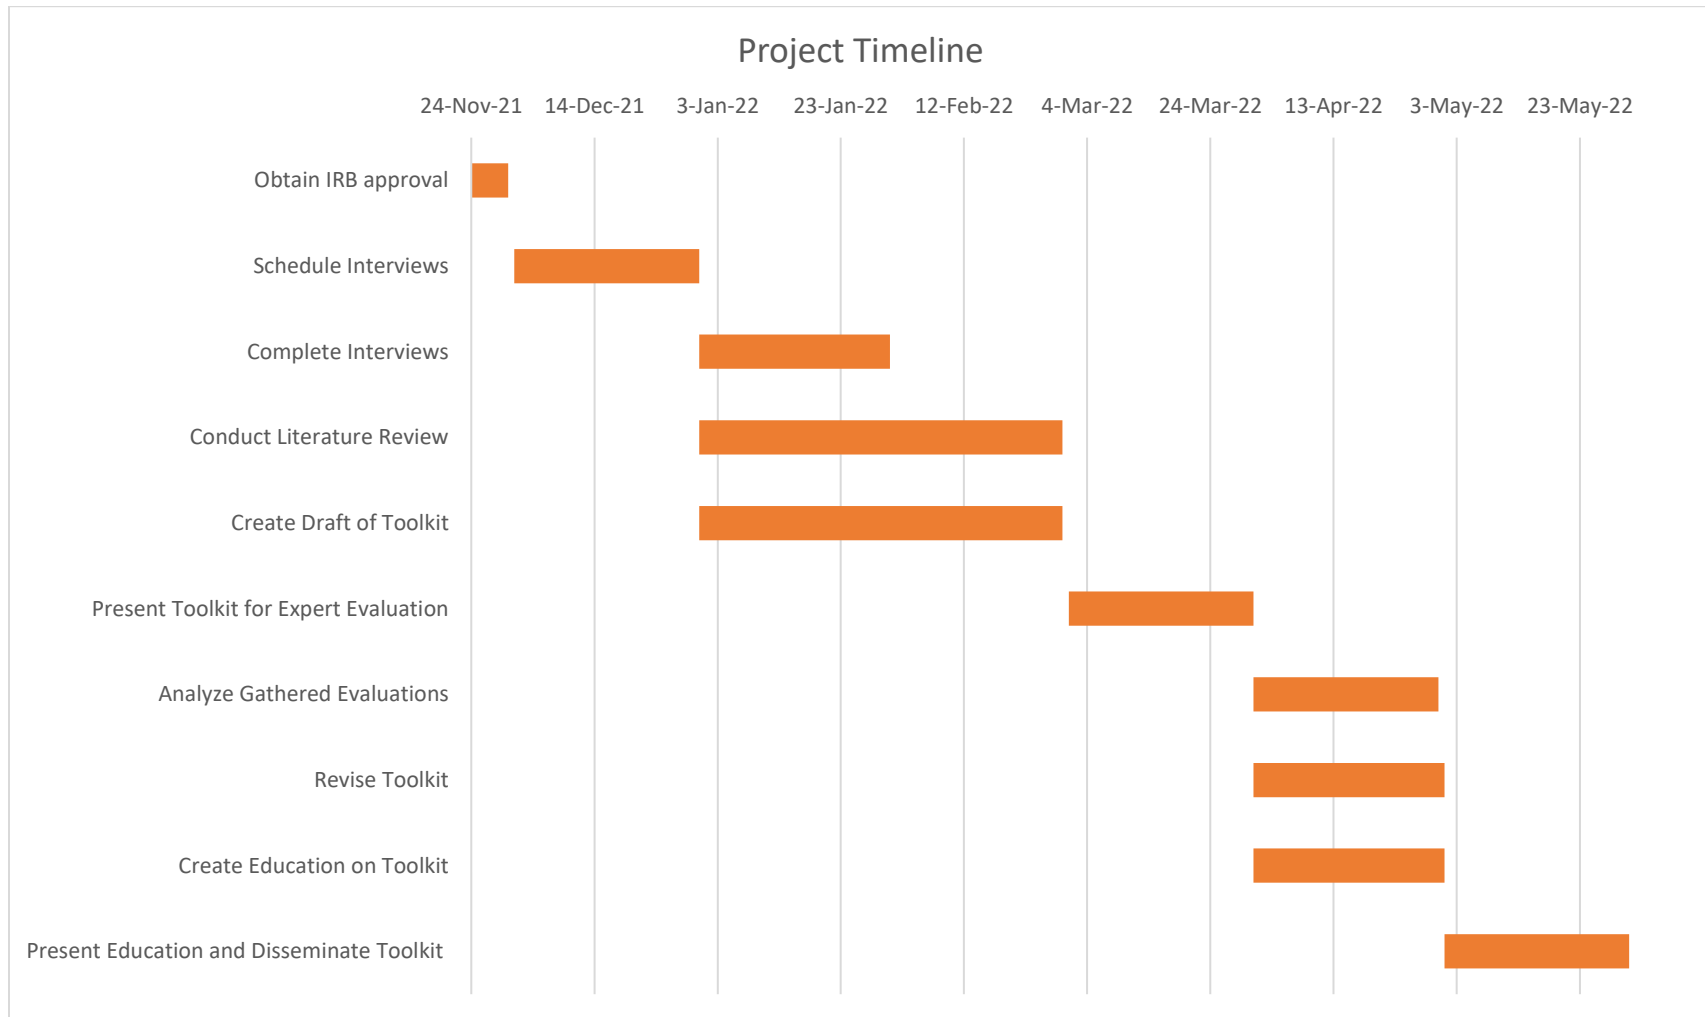 Project Timeline
24-Nov-21 14-Dec-21 3-Jan-22 23-Jan-22 12-Feb-22 4-Mar-22 24-Mar-22 13-Apr-22 3-May-22 23-May-22
Obtain IRB approval
Schedule Interviews
Complete Interviews
Conduct Literature Review
Create Draft of Toolkit
Present Toolkit for Expert Evaluation
Analyze Gathered Evaluations
Revise Toolkit
Create Education on Toolkit
Present Education and Disseminate Toolkit